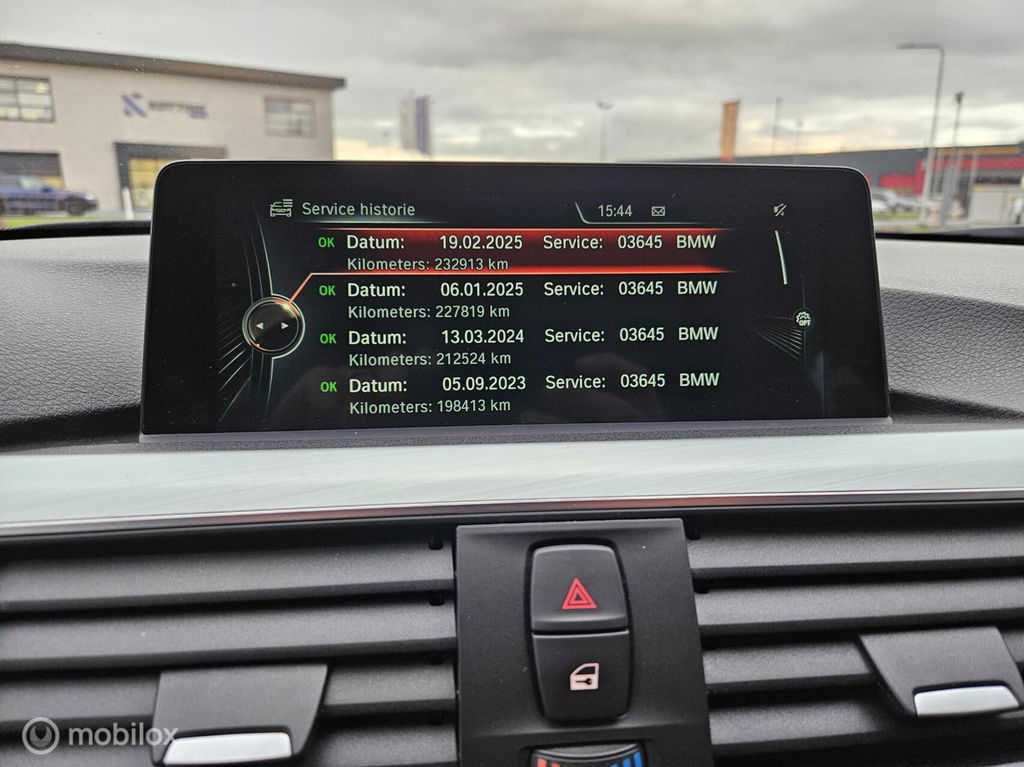 Service historie
15:44
OK Datum: 19.02.2025 Service: 03645 BMW
Kilometers: 232913 km
OK Datum: 06.01.2025 Service: 03645 BMW
Kilometers: 227819 km
OPT
OK Datum: 13.03.2024 Service: 03645 BMW
Kilometers: 212524 km
OK Datum: 05.09.2023 Service: 03645 BMW
Kilometers: 198413 km
mobilox